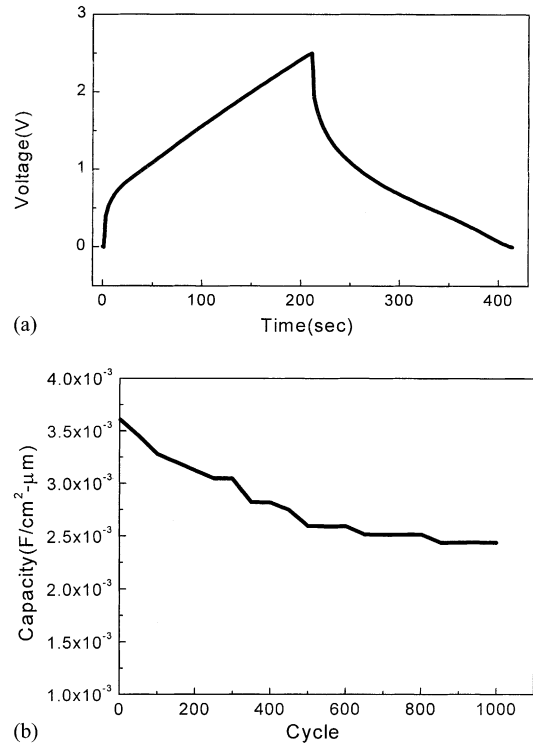 3
2
1
0
Voltage(V)
0 100 200 300 400
Time(sec)
(a)
4.0x10⁻³
3.5x10⁻³
3.0x10⁻³
2.5x10⁻³
2.0x10⁻³
1.5x10⁻³
1.0x10⁻³
Capacity(F/cm²-μm)
0 200 400 600 800 1000
Cycle
(b)